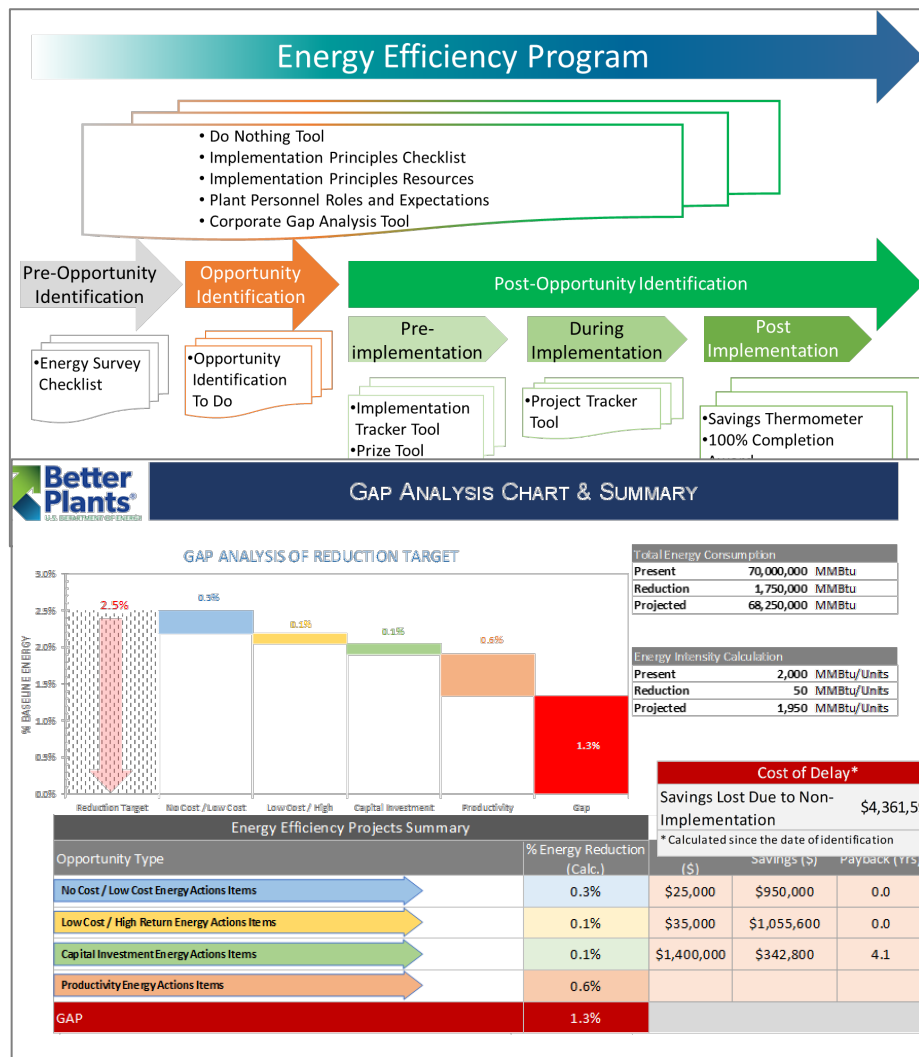 Energy Efficiency Program
• Do Nothing Tool
• Implementation Principles Checklist
• Implementation Principles Resources
• Plant Personnel Roles and Expectations
• Corporate Gap Analysis Tool
Pre-Opportunity
Identification
Opportunity
Identification
Post-Opportunity Identification
Pre-
implementation
During
Implementation
Post
Implementation
•Energy Survey
Checklist
•Opportunity
Identification
To Do
•Implementation
Tracker Tool
•Prize Tool
•Project Tracker
Tool
•Savings Thermometer
•100% Completion
Better
Plants®
U.S. DEPARTMENT OF ENERGY
GAP ANALYSIS CHART & SUMMARY
GAP ANALYSIS OF REDUCTION TARGET
% BASELINE ENERGY
3.0%
2.5%
2.0%
1.5%
1.0%
0.5%
0.0%
2.5%
0.3%
0.1%
0.1%
0.6%
1.3%
Reduction Target
No Cost /Low Cost
Low Cost / High
Capital Investment
Productivity
Gap
Total Energy Consumption
Present 70,000,000 MMBtu
Reduction 1,750,000 MMBtu
Projected 68,250,000 MMBtu
Energy Intensity Calculation
Present 2,000 MMBtu/Units
Reduction 50 MMBtu/Units
Projected 1,950 MMBtu/Units
Cost of Delay*
Savings Lost Due to Non-
Implementation
* Calculated since the date of identification
Energy Efficiency Projects Summary
Opportunity Type
% Energy Reduction
(Calc.)
($)
Savings ($)
Payback (Yrs)
No Cost / Low Cost Energy Actions Items 0.3% $25,000 $950,000 0.0
Low Cost / High Return Energy Actions Items 0.1% $35,000 $1,055,600 0.0
Capital Investment Energy Actions Items 0.1% $1,400,000 $342,800 4.1
Productivity Energy Actions Items 0.6%
GAP 1.3%